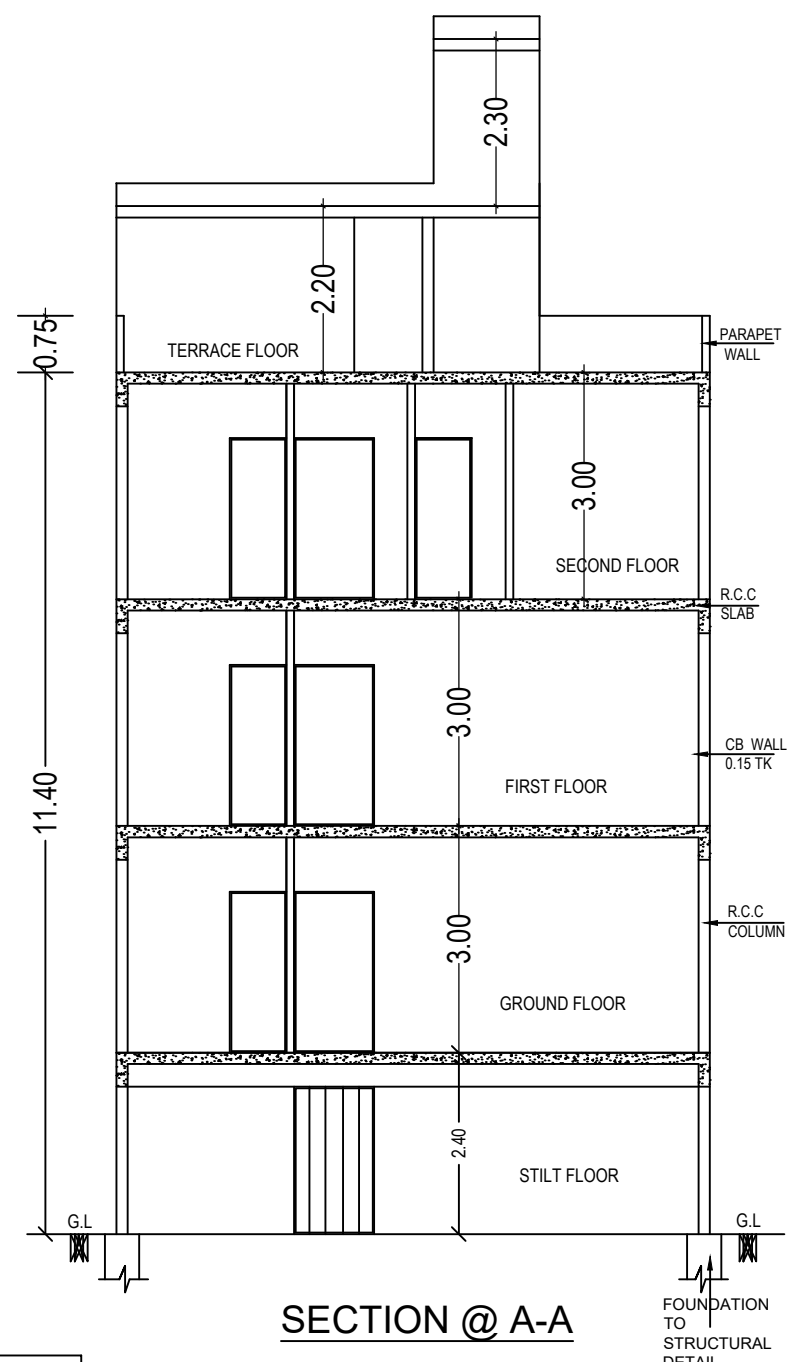 2.30
2.20
0.75
TERRACE FLOOR
PARAPET
WALL
3.00
SECOND FLOOR
R.C.C
SLAB
3.00
CB WALL
0.15 TK
FIRST FLOOR
11.40
R.C.C
COLUMN
3.00
GROUND FLOOR
2.40
STILT FLOOR
G.L
G.L
SECTION @ A-A
FOUNDATION
TO
STRUCTURAL
DETAIL